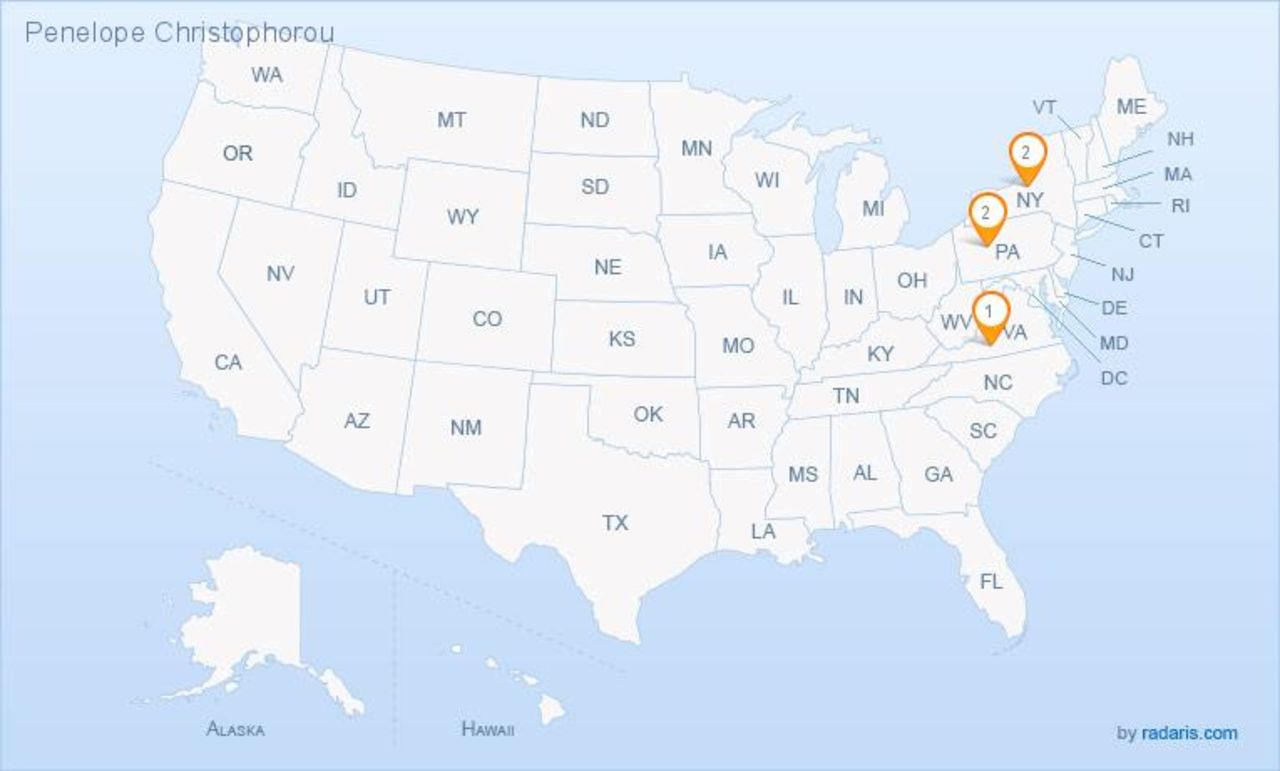 Penelope Christophorou
WA
MT
ND
MN
VT
ME
OR
ID
SD
WI
MI
2
NY
NH
MA
RI
WY
IA
2
PA
CT
NV
UT
NE
IL
IN
OH
NJ
CO
KS
MO
WV
1
VA
DE
MD
DC
CA
KY
AZ
NM
OK
AR
TN
NC
SC
MS
AL
GA
TX
LA
FL
ALASKA
HAWAII
by radaris.com